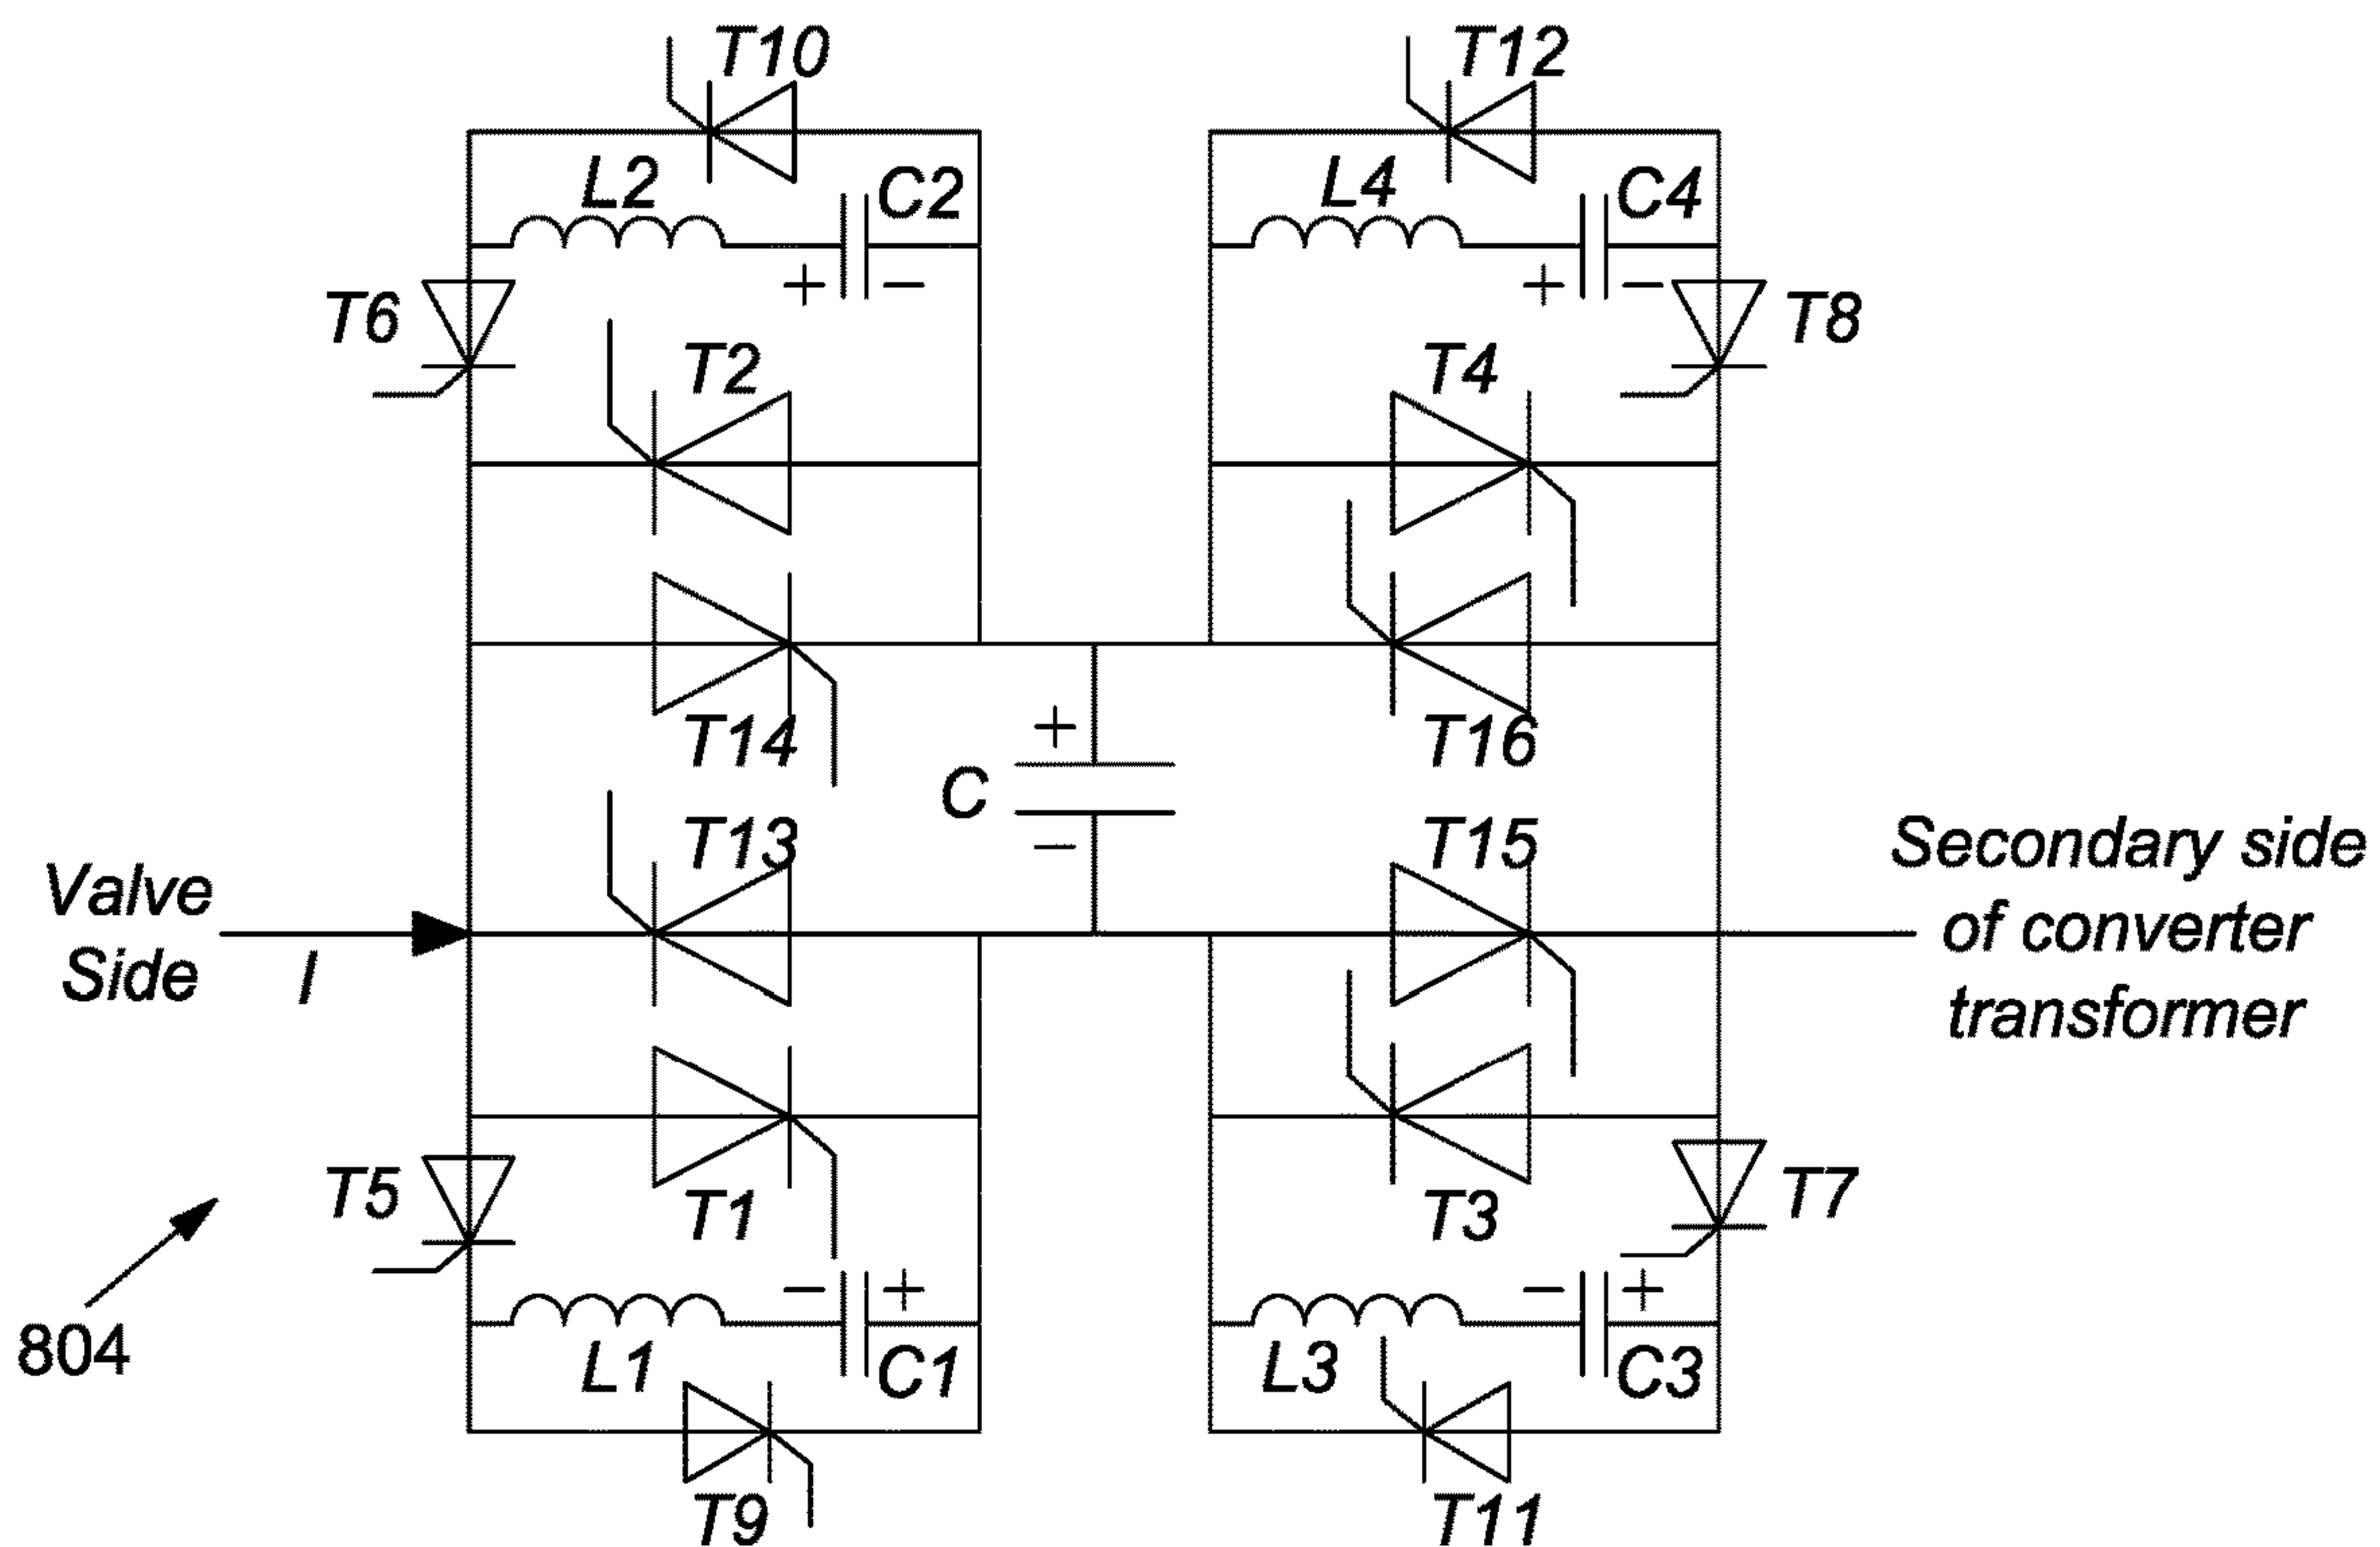 T10
T12
L2
C2
L4
C4
+
−
+
−
T6
T8
T2
T4
T14
T16
+
C
−
T13
T15
Valve
Side
I
Secondary side
of converter
transformer
T5
T1
T3
T7
−
+
−
+
804
L1
C1
L3
C3
T9
T11